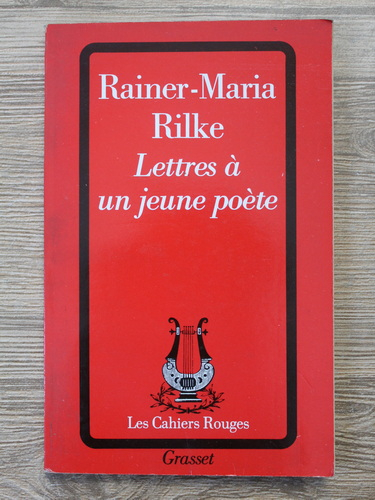 Rainer-Maria
Rilke
Lettres à
un jeune poète
Les Cahiers Rouges
Grasset